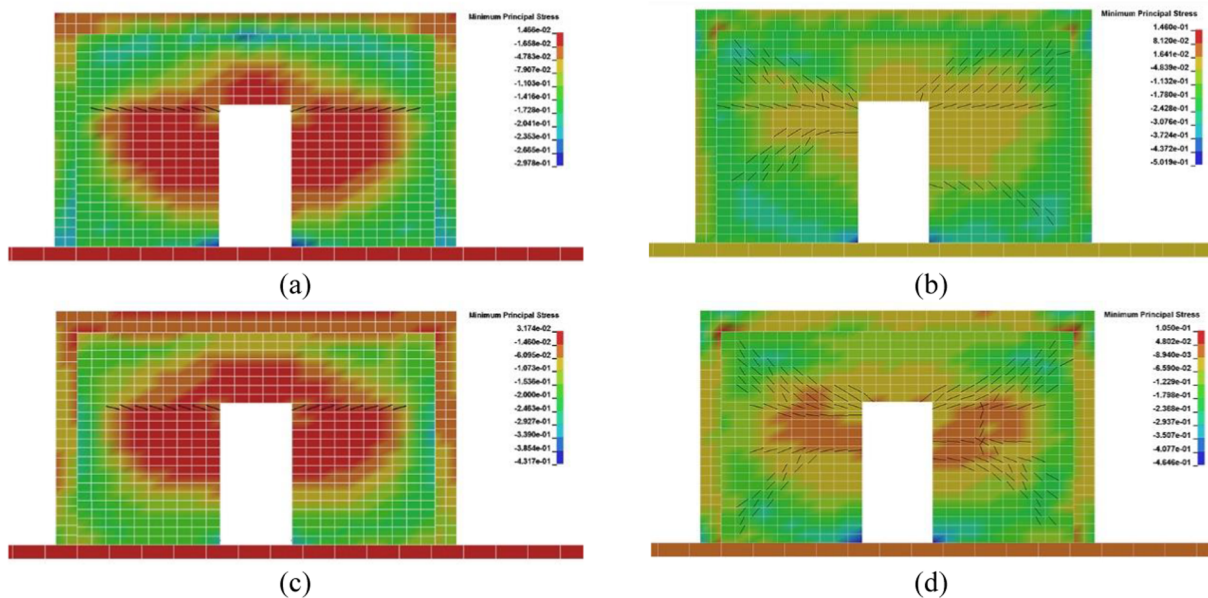 Minimum Principal Stress
1.466e-02
-1.658e-02
-4.783e-02
-7.907e-02
-1.103e-01
-1.416e-01
-1.728e-01
-2.041e-01
-2.353e-01
-2.665e-01
-2.978e-01
(a)
Minimum Principal Stress
1.460e-01
8.120e-02
1.641e-02
-4.839e-02
-1.132e-01
-1.780e-01
-2.428e-01
-3.076e-01
-3.724e-01
-4.372e-01
-5.019e-01
(b)
Minimum Principal Stress
3.174e-02
-1.460e-02
-6.095e-02
-1.073e-01
-1.536e-01
-2.000e-01
-2.463e-01
-2.927e-01
-3.390e-01
-3.854e-01
-4.317e-01
(c)
Minimum Principal Stress
1.050e-01
4.802e-02
-8.940e-03
-6.590e-02
-1.229e-01
-1.798e-01
-2.368e-01
-2.937e-01
-3.507e-01
-4.077e-01
-4.646e-01
(d)